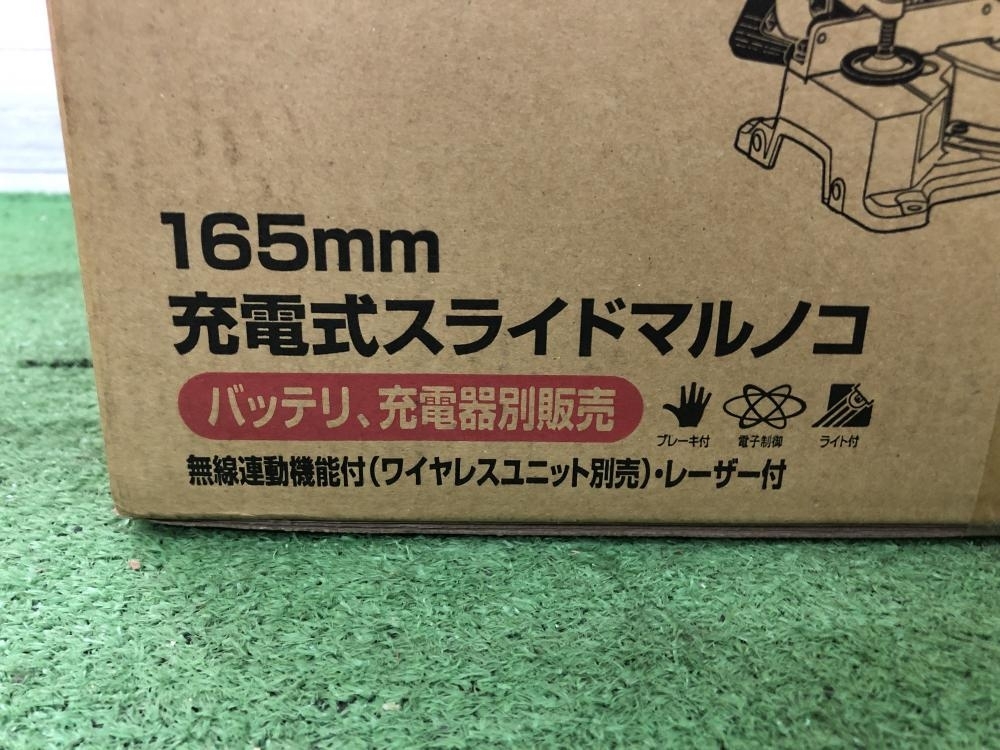 165mm
充電式スライドマルノコ
バッテリ、充電器別販売
ブレーキ付 電子制御 ライト付
無線連動機能付(ワイヤレスユニット別売)・レーザー付